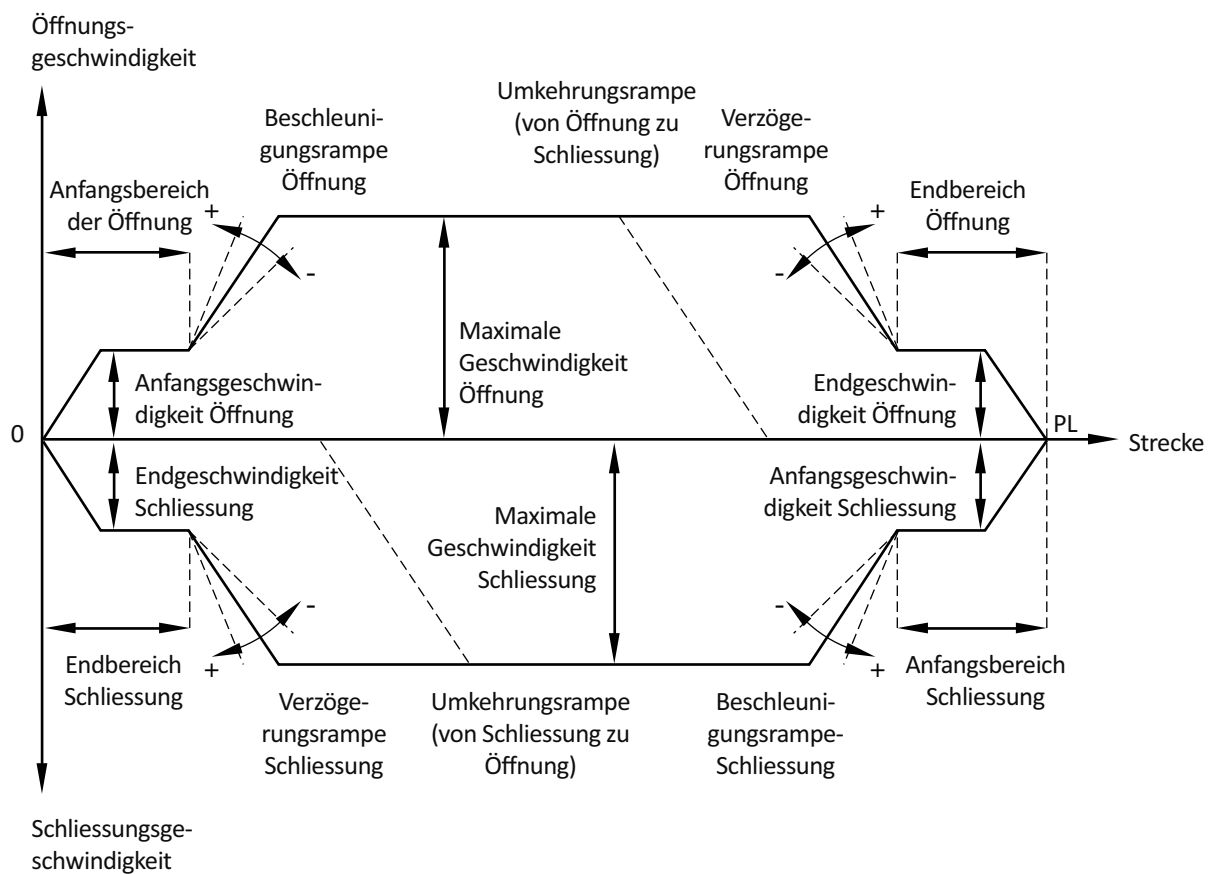 Öffnungs-
geschwindigkeit
Umkehrungsrampe
(von Öffnung zu
Schliessung)
Beschleuni-
gungsrampe
Öffnung
Verzöge-
rungsrampe
Öffnung
Anfangsbereich
der Öffnung
Endbereich
Öffnung
+
-
+
-
Maximale
Geschwindigkeit
Öffnung
Anfangsgeschwin-
digkeit Öffnung
Endgeschwin-
digkeit Öffnung
0
PL
Strecke
Endgeschwindigkeit
Schliessung
Anfangsgeschwin-
digkeit Schliessung
Maximale
Geschwindigkeit
Schliessung
-
+
-
+
Endbereich
Schliessung
Anfangsbereich
Schliessung
Verzöge-
rungsrampe
Schliessung
Umkehrungsrampe
(von Schliessung zu
Öffnung)
Beschleuni-
gungsrampe-
Schliessung
Schliessungsge-
schwindigkeit